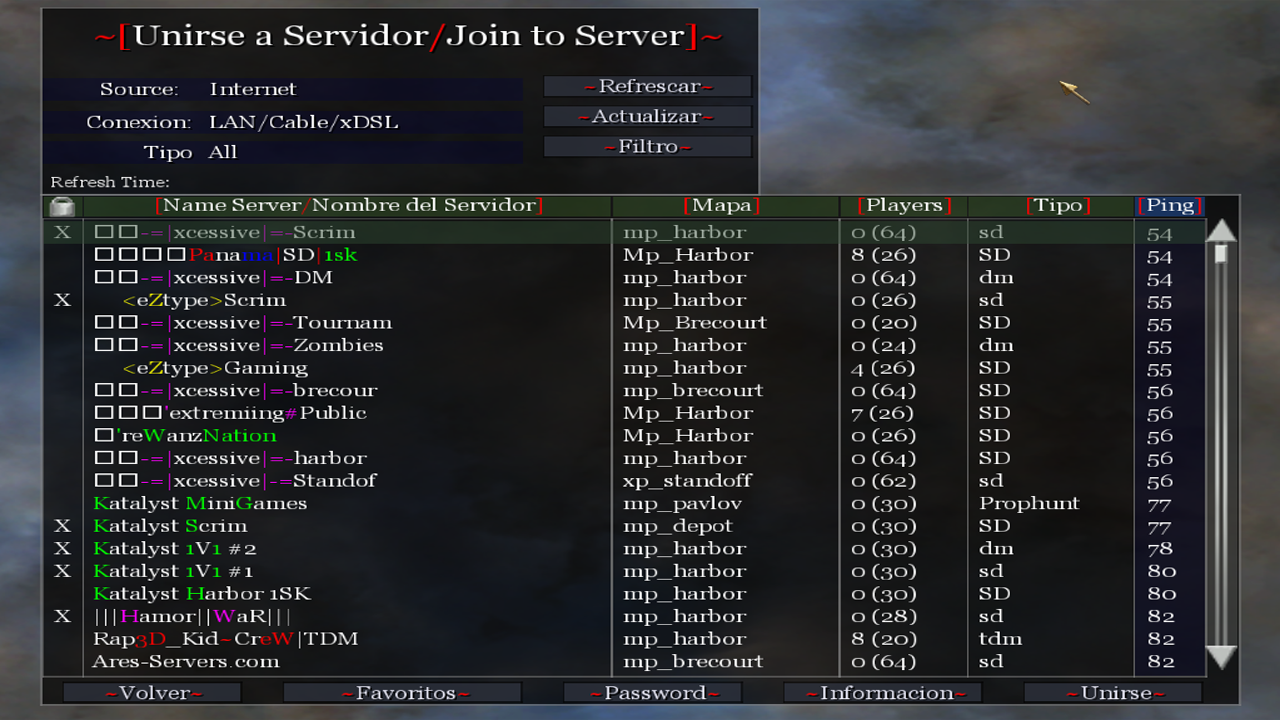 ~[Unirse a Servidor/Join to Server]~
Source: Internet
~Refrescar~
Conexion: LAN/Cable/xDSL
~Actualizar~
Tipo All
~Filtro~
Refresh Time:
[Name Server/Nombre del Servidor] [Mapa] [Players] [Tipo] [Ping]
X □□-=|xcessive|=-Scrim mp_harbor 0 (64) sd 54
□□□□Panama|SD|1sk Mp_Harbor 8 (26) SD 54
□□-=|xcessive|=-DM mp_harbor 0 (64) dm 54
X <eZtype>Scrim mp_harbor 0 (26) sd 55
□□-=|xcessive|=-Tournam Mp_Brecourt 0 (20) SD 55
□□-=|xcessive|=-Zombies mp_harbor 0 (24) dm 55
<eZtype>Gaming mp_harbor 4 (26) SD 55
□□-=|xcessive|=-brecour mp_brecourt 0 (64) SD 56
□□□'extremiing#Public Mp_Harbor 7 (26) SD 56
□'reWanzNation Mp_Harbor 0 (26) SD 56
□□-=|xcessive|=-harbor mp_harbor 0 (64) SD 56
□□-=|xcessive|-=Standof xp_standoff 0 (62) sd 56
Katalyst MiniGames mp_pavlov 0 (30) Prophunt 77
X Katalyst Scrim mp_depot 0 (30) SD 77
X Katalyst 1V1 #2 mp_harbor 0 (30) dm 78
X Katalyst 1V1 #1 mp_harbor 0 (30) sd 80
Katalyst Harbor 1SK mp_harbor 0 (30) SD 80
X |||Hamor||WaR||| mp_harbor 0 (28) sd 82
Rap3D_Kid~CreW|TDM mp_harbor 8 (20) tdm 82
Ares-Servers.com mp_brecourt 0 (64) sd 82
~Volver~ ~Favoritos~ ~Password~ ~Informacion~ ~Unirse~